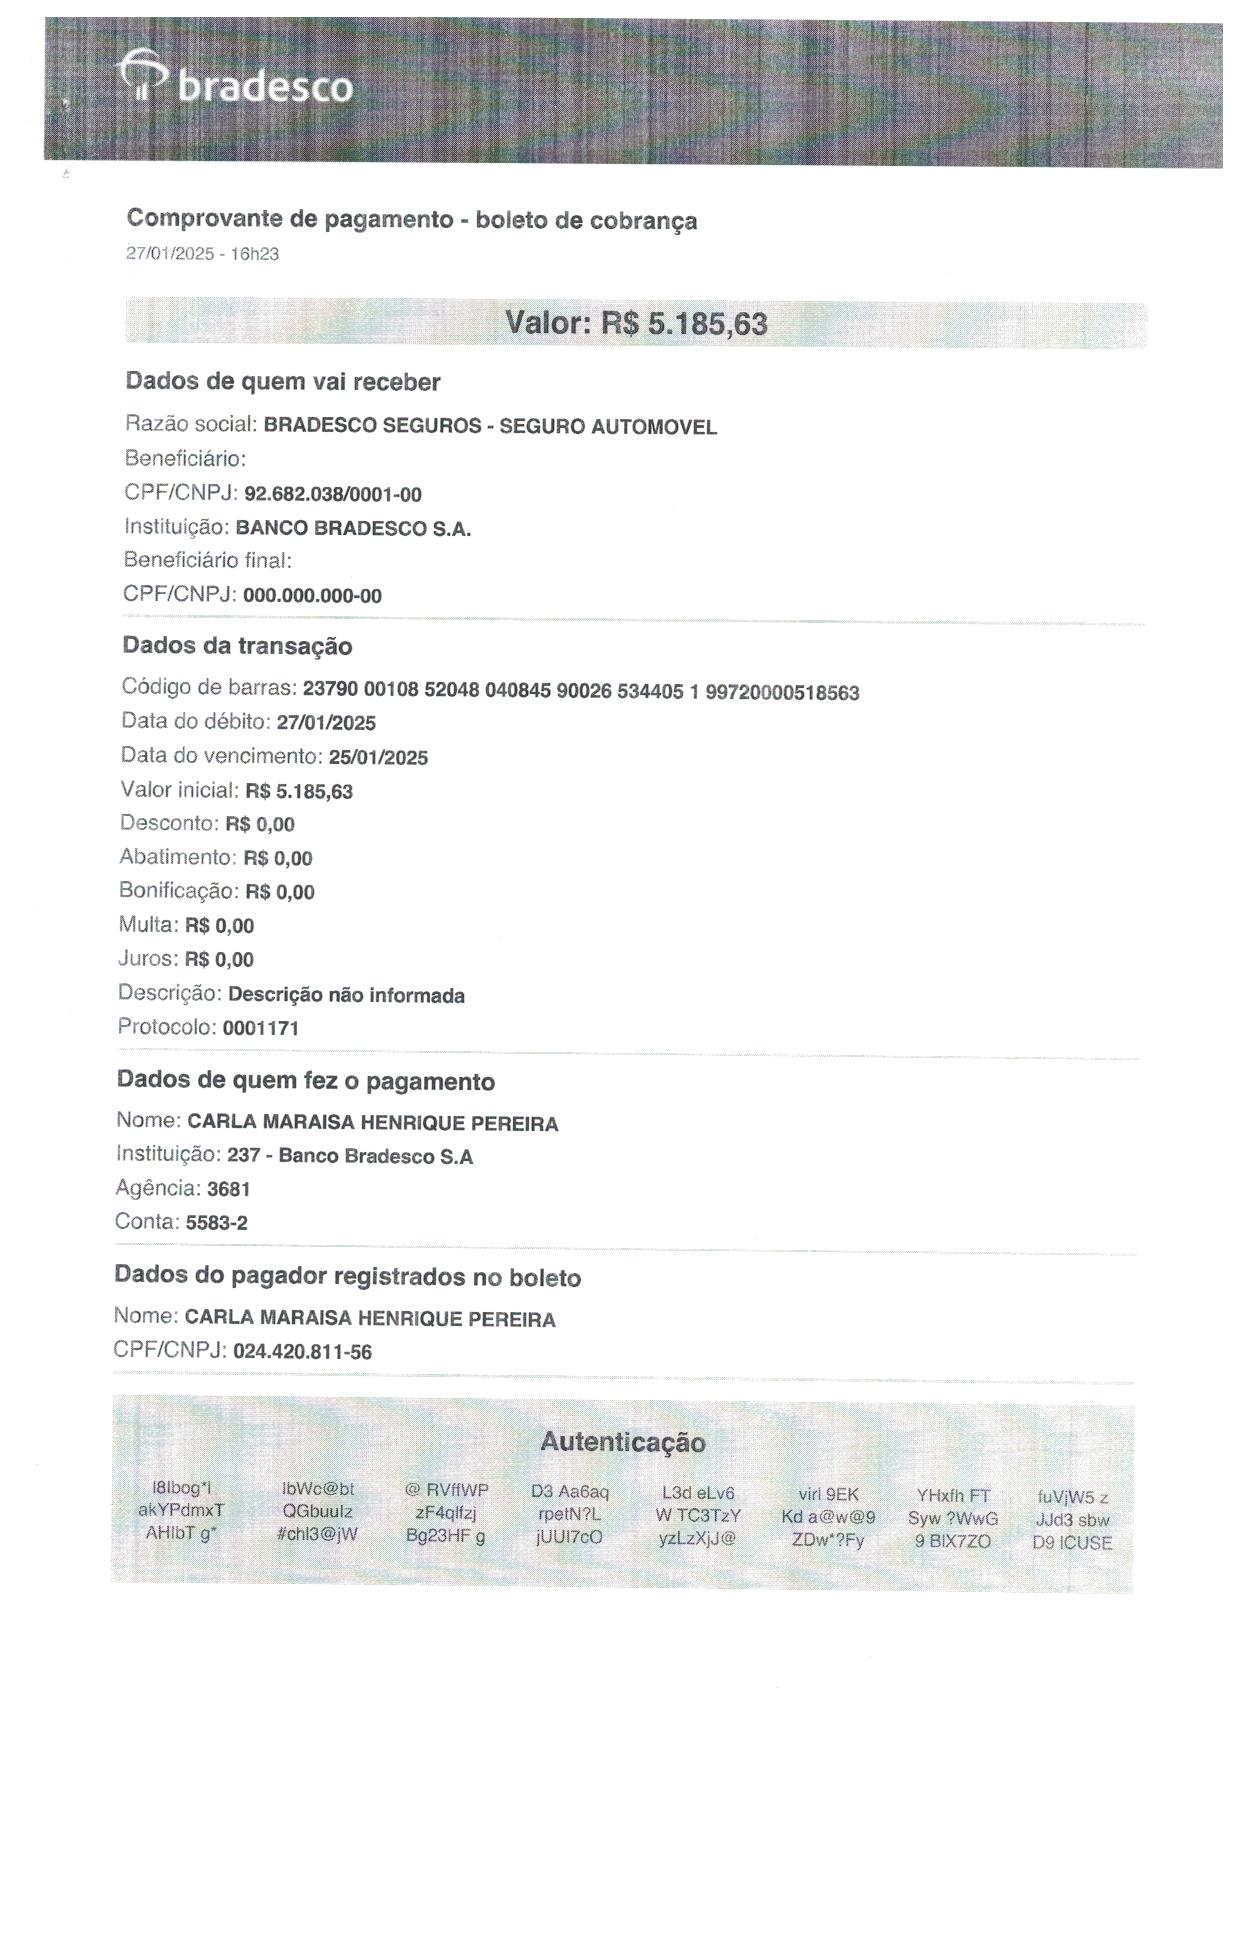 bradesco
Comprovante de pagamento - boleto de cobrança
27/01/2025 - 16h23
Valor: R$ 5.185,63
Dados de quem vai receber
Razão social: BRADESCO SEGUROS - SEGURO AUTOMOVEL
Beneficiário:
CPF/CNPJ: 92.682.038/0001-00
Instituição: BANCO BRADESCO S.A.
Beneficiário final:
CPF/CNPJ: 000.000.000-00
Dados da transação
Código de barras: 23790 00108 52048 040845 90026 534405 1 99720000518563
Data do débito: 27/01/2025
Data do vencimento: 25/01/2025
Valor inicial: R$ 5.185,63
Desconto: R$ 0,00
Abatimento: R$ 0,00
Bonificação: R$ 0,00
Multa: R$ 0,00
Juros: R$ 0,00
Descrição: Descrição não informada
Protocolo: 0001171
Dados de quem fez o pagamento
Nome: CARLA MARAISA HENRIQUE PEREIRA
Instituição: 237 - Banco Bradesco S.A
Agência: 3681
Conta: 5583-2
Dados do pagador registrados no boleto
Nome: CARLA MARAISA HENRIQUE PEREIRA
CPF/CNPJ: 024.420.811-56
Autenticação
l8lbog*l lbWc@bt @ RVffWP D3 Aa6aq L3d eLv6 virl 9EK YHxfh FT fuVjW5 z
akYPdmxT QGbuulz zF4qlfzj rpetN?L W TC3TzY Kd a@w@9 Syw ?WwG JJd3 sbw
AHlbT g* #chl3@jW Bg23HF g jUUl7cO yzLzXjJ@ ZDw*?Fy 9 BlX7ZO D9 lCUSE